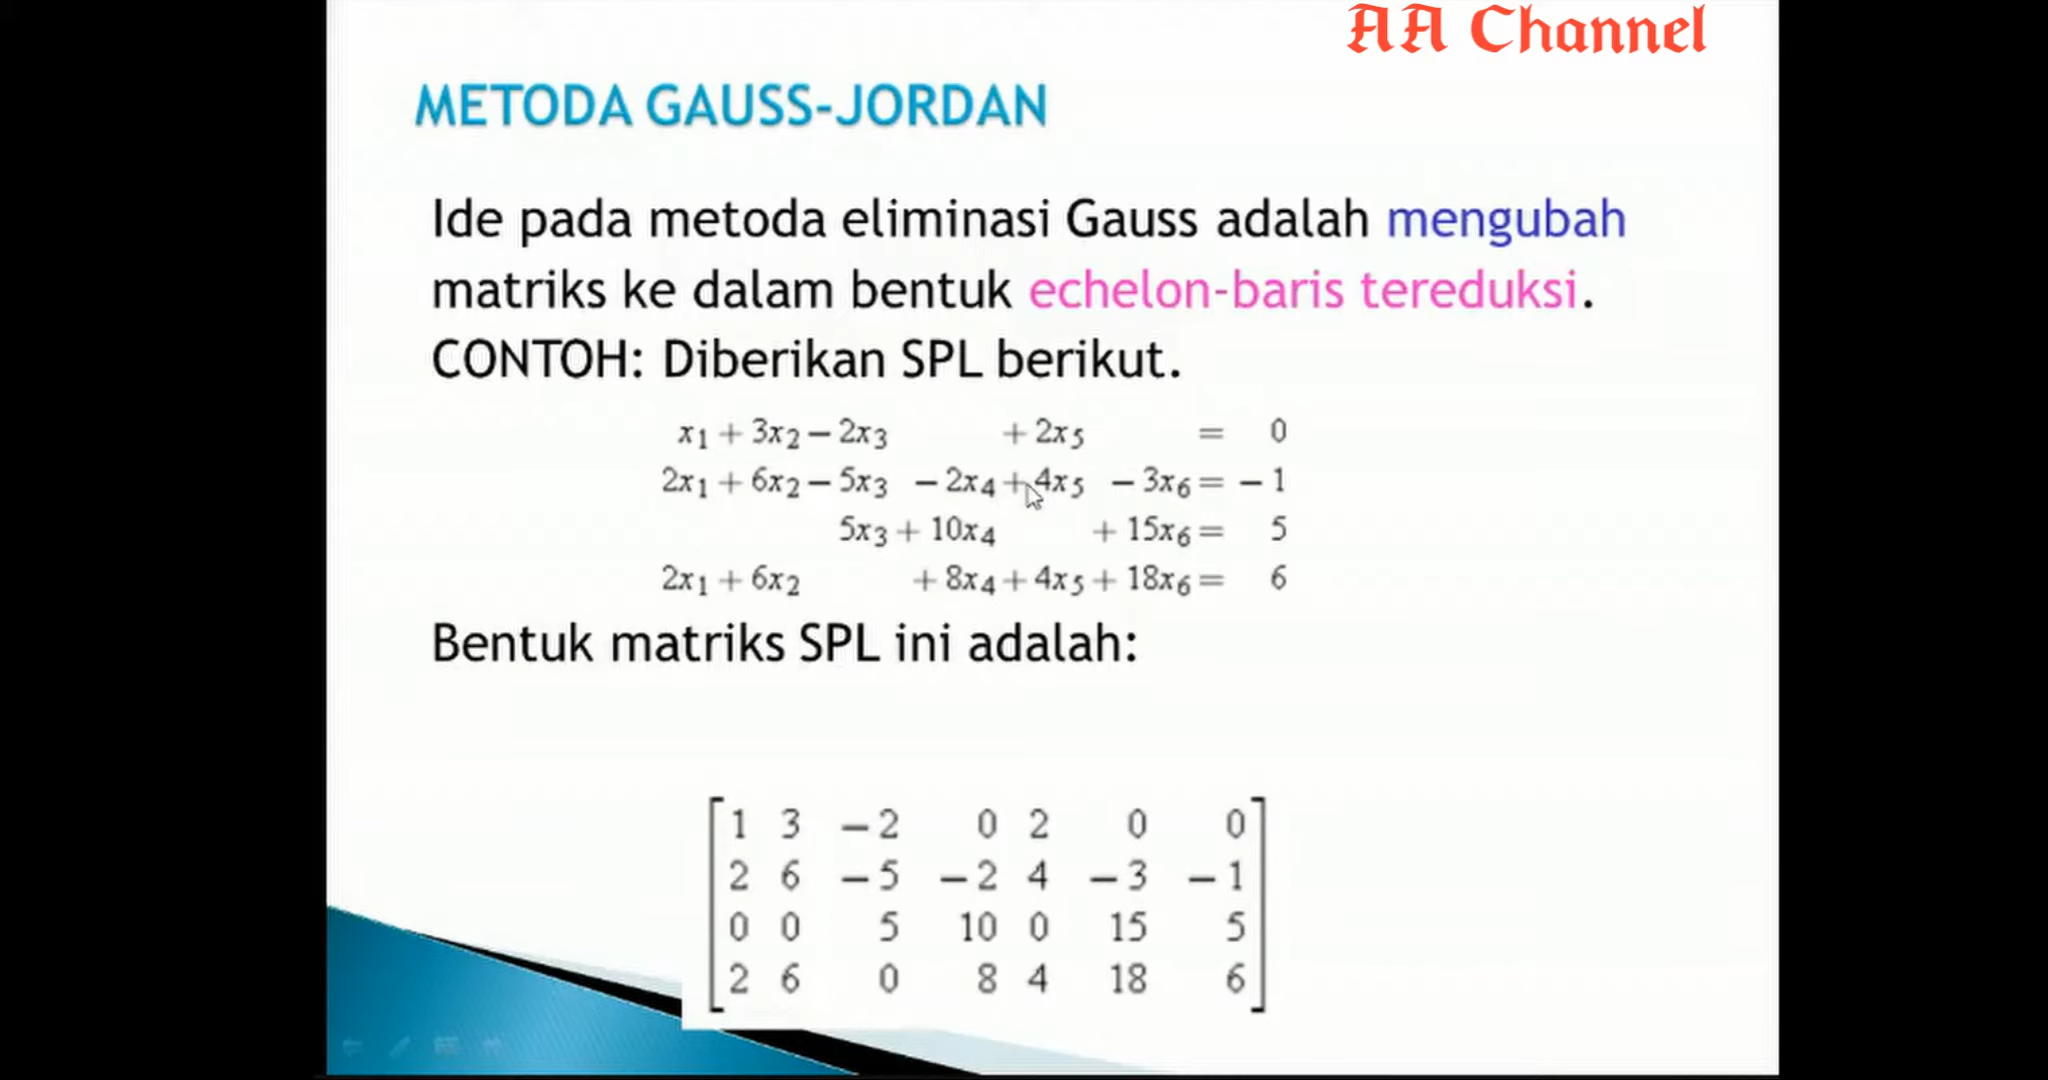 AA Channel
METODA GAUSS-JORDAN
Ide pada metoda eliminasi Gauss adalah mengubah
matriks ke dalam bentuk echelon-baris tereduksi.
CONTOH: Diberikan SPL berikut.
x₁ + 3x₂ − 2x₃ + 2x₅ = 0
2x₁ + 6x₂ − 5x₃ − 2x₄ + 4x₅ − 3x₆ = − 1
5x₃ + 10x₄ + 15x₆ = 5
2x₁ + 6x₂ + 8x₄ + 4x₅ + 18x₆ = 6
Bentuk matriks SPL ini adalah:
1 3 − 2 0 2 0 0
2 6 − 5 − 2 4 − 3 − 1
0 0 5 10 0 15 5
2 6 0 8 4 18 6